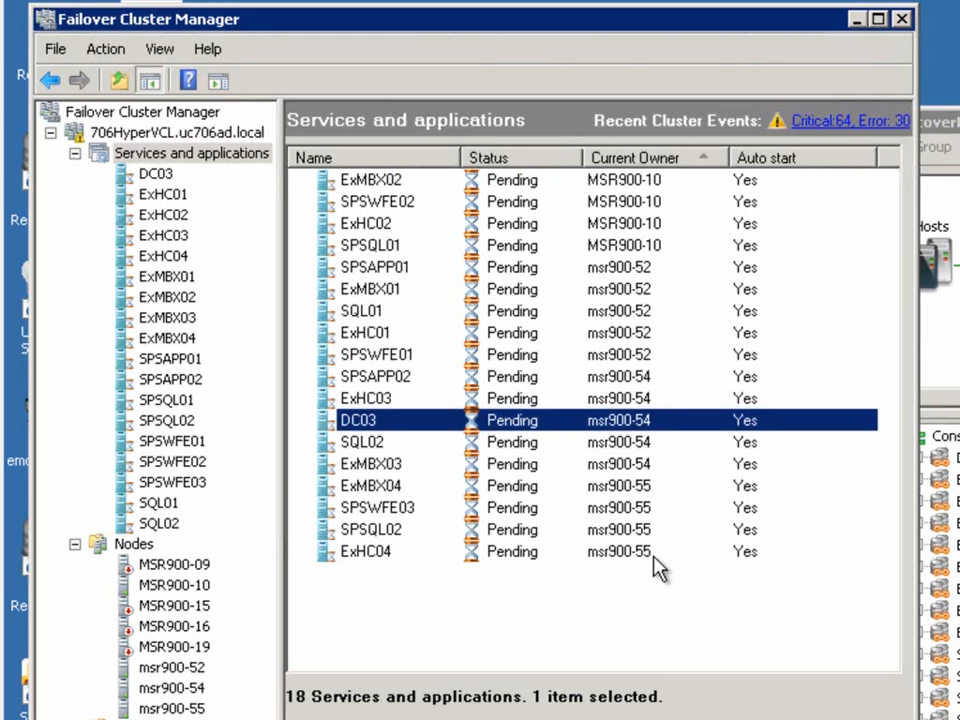 Failover Cluster Manager
File Action View Help
Failover Cluster Manager
706HyperVCL.uc706ad.local
Services and applications
DC03
ExHC01
ExHC02
ExHC03
ExHC04
ExMBX01
ExMBX02
ExMBX03
ExMBX04
SPSAPP01
SPSAPP02
SPSQL01
SPSQL02
SPSWFE01
SPSWFE02
SPSWFE03
SQL01
SQL02
Nodes
MSR900-09
MSR900-10
MSR900-15
MSR900-16
MSR900-19
msr900-52
msr900-54
msr900-55
Services and applications Recent Cluster Events: Critical:64, Error: 30
Name Status Current Owner Auto start
ExMBX02 Pending MSR900-10 Yes
SPSWFE02 Pending MSR900-10 Yes
ExHC02 Pending MSR900-10 Yes
SPSQL01 Pending MSR900-10 Yes
SPSAPP01 Pending msr900-52 Yes
ExMBX01 Pending msr900-52 Yes
SQL01 Pending msr900-52 Yes
ExHC01 Pending msr900-52 Yes
SPSWFE01 Pending msr900-52 Yes
SPSAPP02 Pending msr900-54 Yes
ExHC03 Pending msr900-54 Yes
DC03 Pending msr900-54 Yes
SQL02 Pending msr900-54 Yes
ExMBX03 Pending msr900-54 Yes
ExMBX04 Pending msr900-55 Yes
SPSWFE03 Pending msr900-55 Yes
SPSQL02 Pending msr900-55 Yes
ExHC04 Pending msr900-55 Yes
18 Services and applications. 1 item selected.